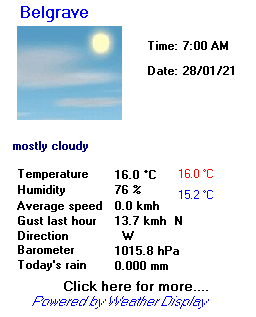 Belgrave
Time: 7:00 AM
Date: 28/01/21
mostly cloudy
Temperature 16.0 °C 16.0 °C
Humidity 76 % 15.2 °C
Average speed 0.0 kmh
Gust last hour 13.7 kmh N
Direction W
Barometer 1015.8 hPa
Today's rain 0.000 mm
Click here for more....
Powered by Weather Display